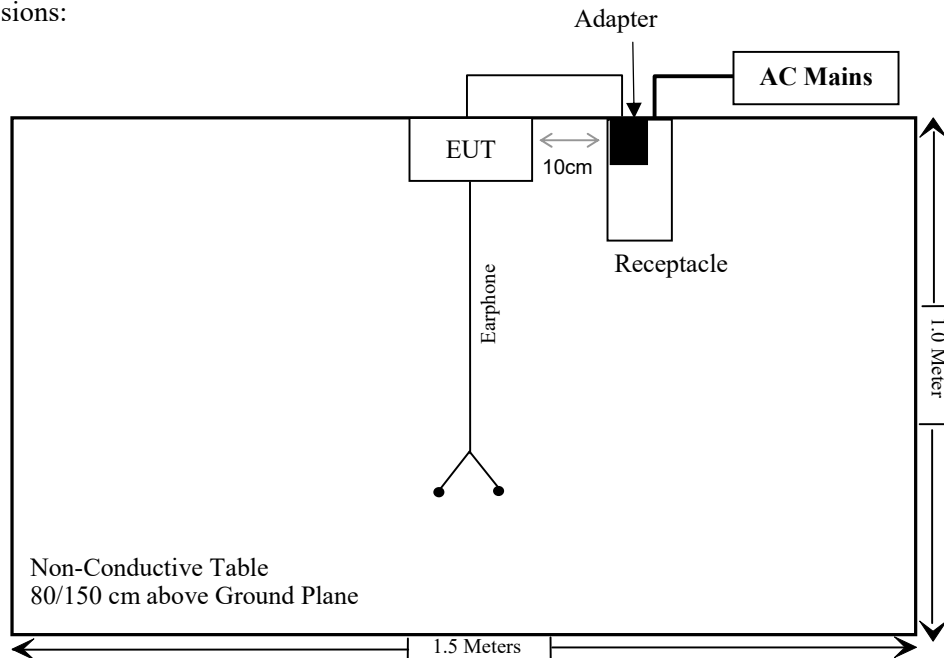 sions:
Adapter
AC Mains
EUT
10cm
Receptacle
Earphone
1.0 Meter
Non-Conductive Table
80/150 cm above Ground Plane
1.5 Meters